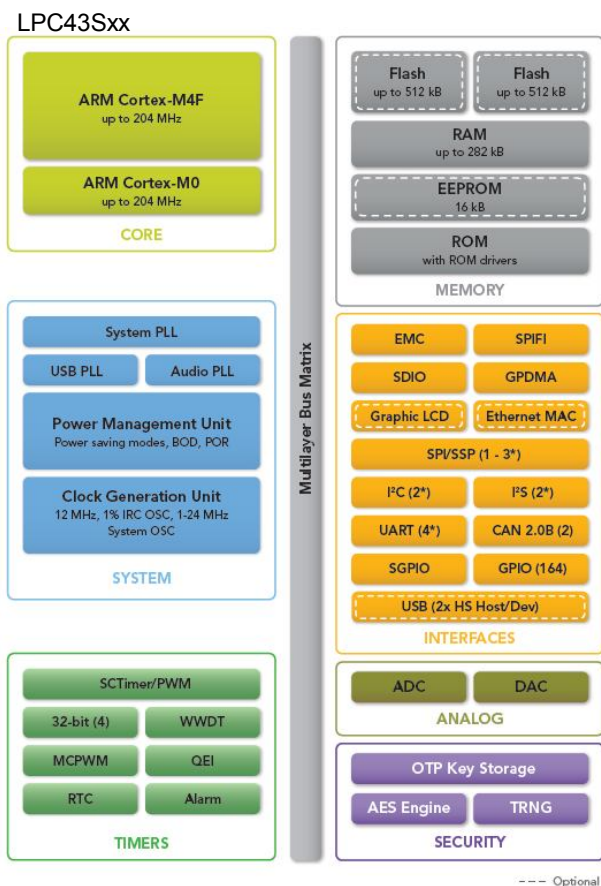 LPC43Sxx
ARM Cortex-M4F
up to 204 MHz
ARM Cortex-M0
up to 204 MHz
CORE
System PLL
USB PLL
Audio PLL
Power Management Unit
Power saving modes, BOD, POR
Clock Generation Unit
12 MHz, 1% IRC OSC, 1-24 MHz
System OSC
SYSTEM
SCTimer/PWM
32-bit (4)
WWDT
MCPWM
QEI
RTC
Alarm
TIMERS
Multilayer Bus Matrix
Flash
up to 512 kB
Flash
up to 512 kB
RAM
up to 282 kB
EEPROM
16 kB
ROM
with ROM drivers
MEMORY
EMC
SPIFI
SDIO
GPDMA
Graphic LCD
Ethernet MAC
SPI/SSP (1 - 3*)
I²C (2*)
I²S (2*)
UART (4*)
CAN 2.0B (2)
SGPIO
GPIO (164)
USB (2x HS Host/Dev)
INTERFACES
ADC
DAC
ANALOG
OTP Key Storage
AES Engine
TRNG
SECURITY
--- Optional